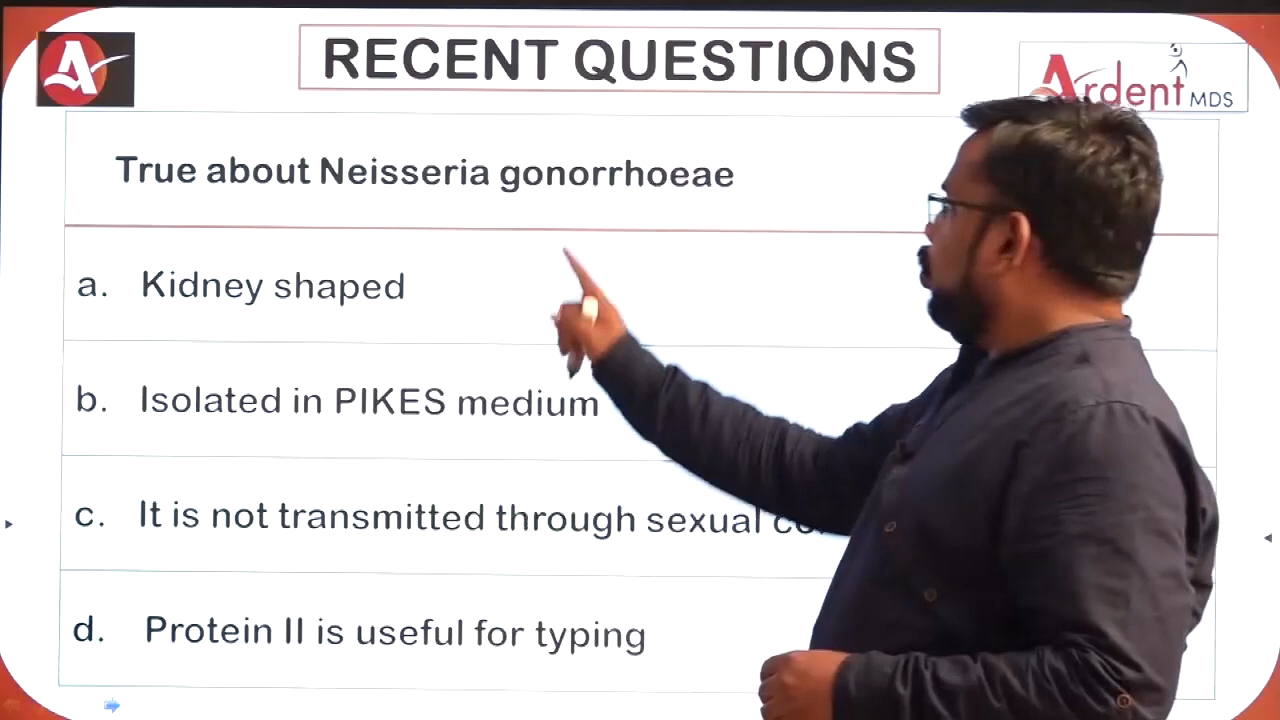 RECENT QUESTIONS
Ardent MDS
True about Neisseria gonorrhoeae
a. Kidney shaped
b. Isolated in PIKES medium
c. It is not transmitted through sexual
d. Protein II is useful for typing